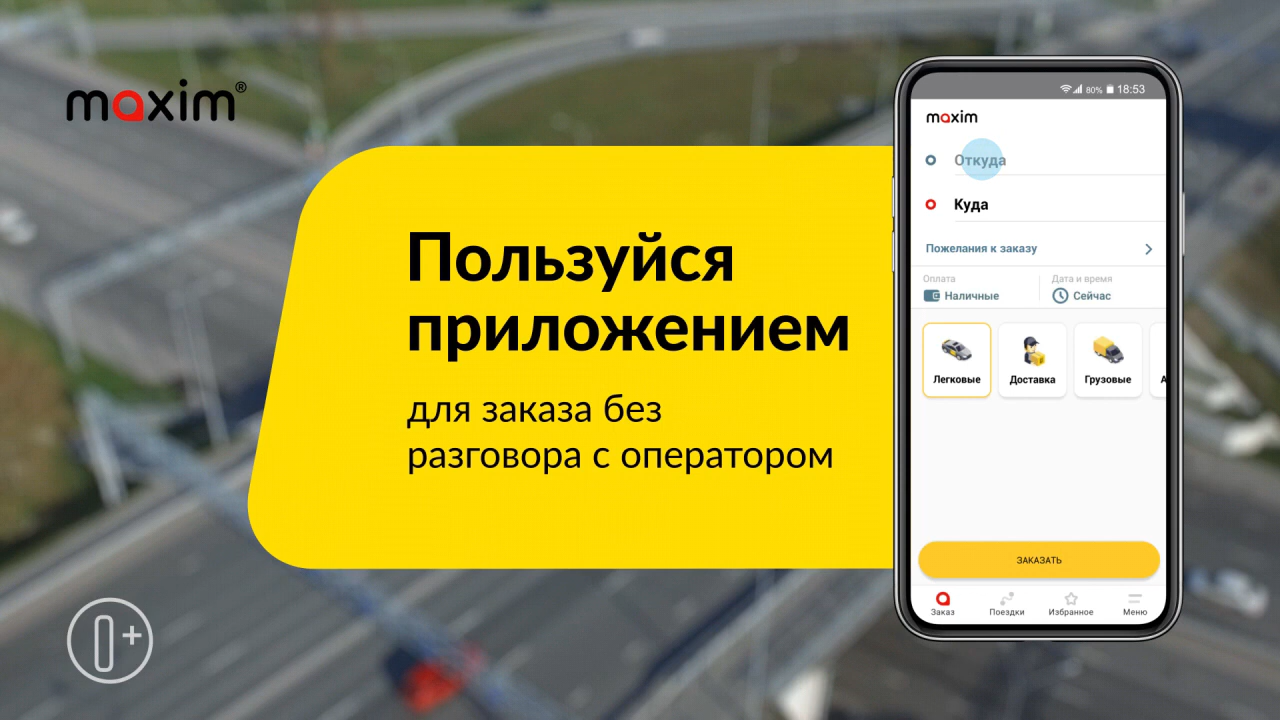 maxim®
Пользуйся
приложением
для заказа без
разговора с оператором
0+
80% 18:53
maxim
Откуда
Куда
Пожелания к заказу
Оплата Дата и время
Наличные Сейчас
Легковые Доставка Грузовые А
ЗАКАЗАТЬ
Заказ Поездки Избранное Меню